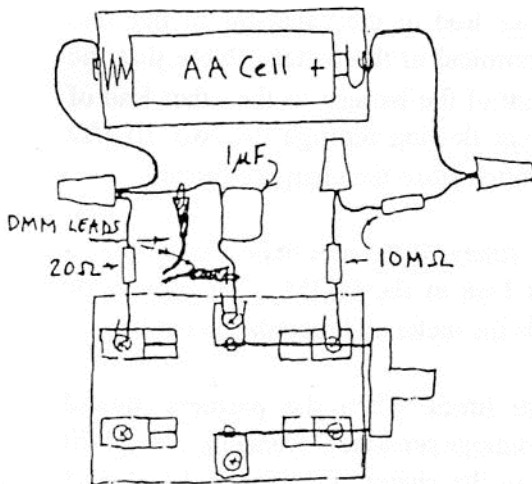 AA Cell +
1µF
DMM LEADS
20Ω
10MΩ